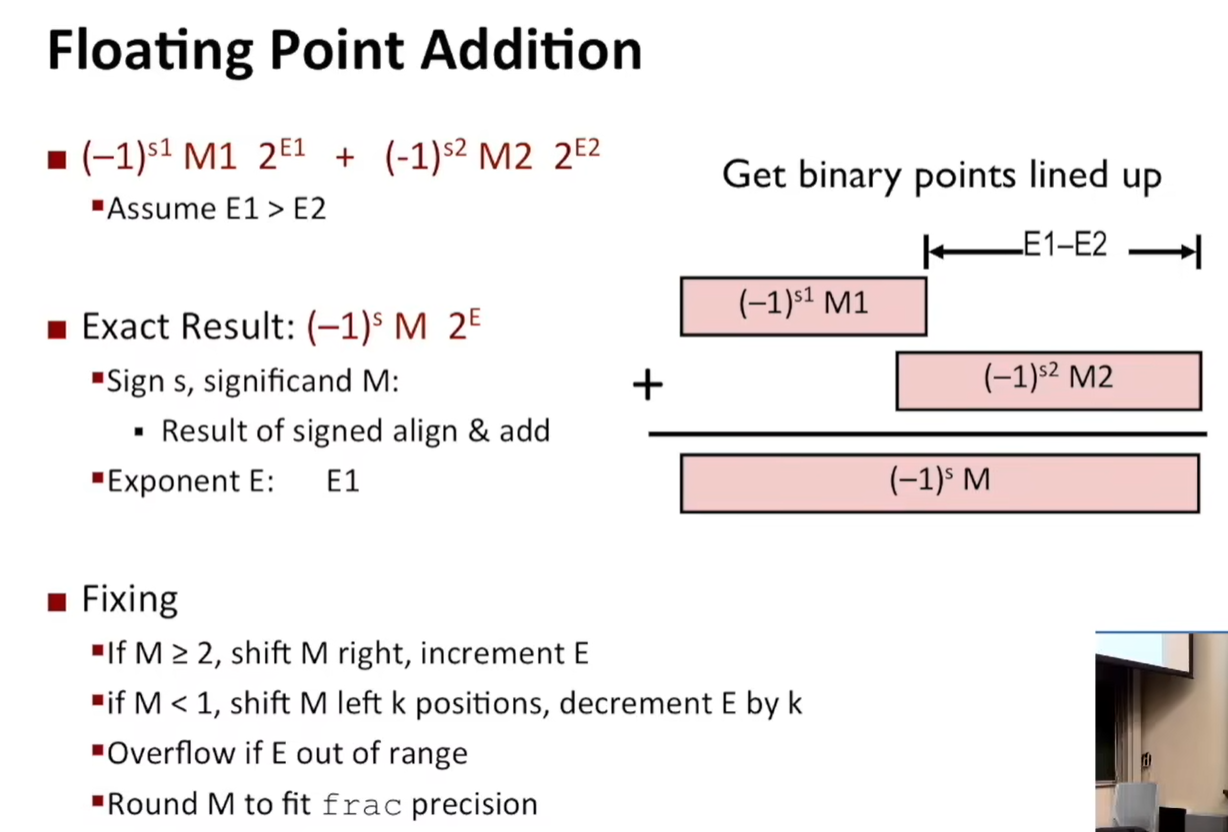 Floating Point Addition
■ (–1)^s1 M1 2^E1 + (-1)^s2 M2 2^E2
▪Assume E1 > E2
■ Exact Result: (–1)^s M 2^E
▪Sign s, significand M:
▪ Result of signed align & add
▪Exponent E: E1
■ Fixing
▪If M ≥ 2, shift M right, increment E
▪if M < 1, shift M left k positions, decrement E by k
▪Overflow if E out of range
▪Round M to fit frac precision
Get binary points lined up
E1–E2
(–1)^s1 M1
+
(–1)^s2 M2
(–1)^s M